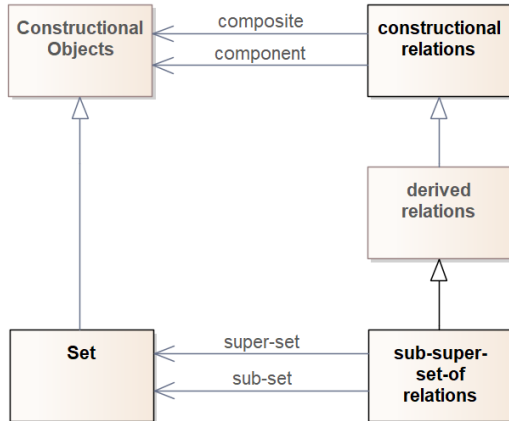 Constructional
Objects
composite
component
constructional
relations
derived
relations
Set
super-set
sub-set
sub-super-
set-of
relations